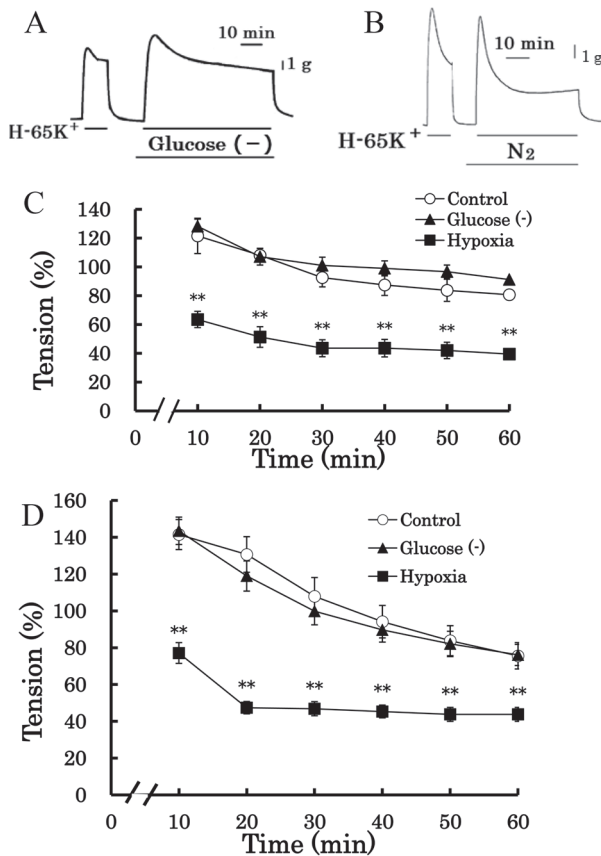 A
10 min
1 g
H-65K+
Glucose (−)
B
10 min
1 g
H-65K+
N2
C
140
120
100
80
60
40
20
0
Tension (%)
Control
Glucose (-)
Hypoxia
** ** ** ** ** **
0 10 20 30 40 50 60
Time (min)
D
160
140
120
100
80
60
40
20
0
Tension (%)
Control
Glucose (-)
Hypoxia
** ** ** ** ** **
0 10 20 30 40 50 60
Time (min)